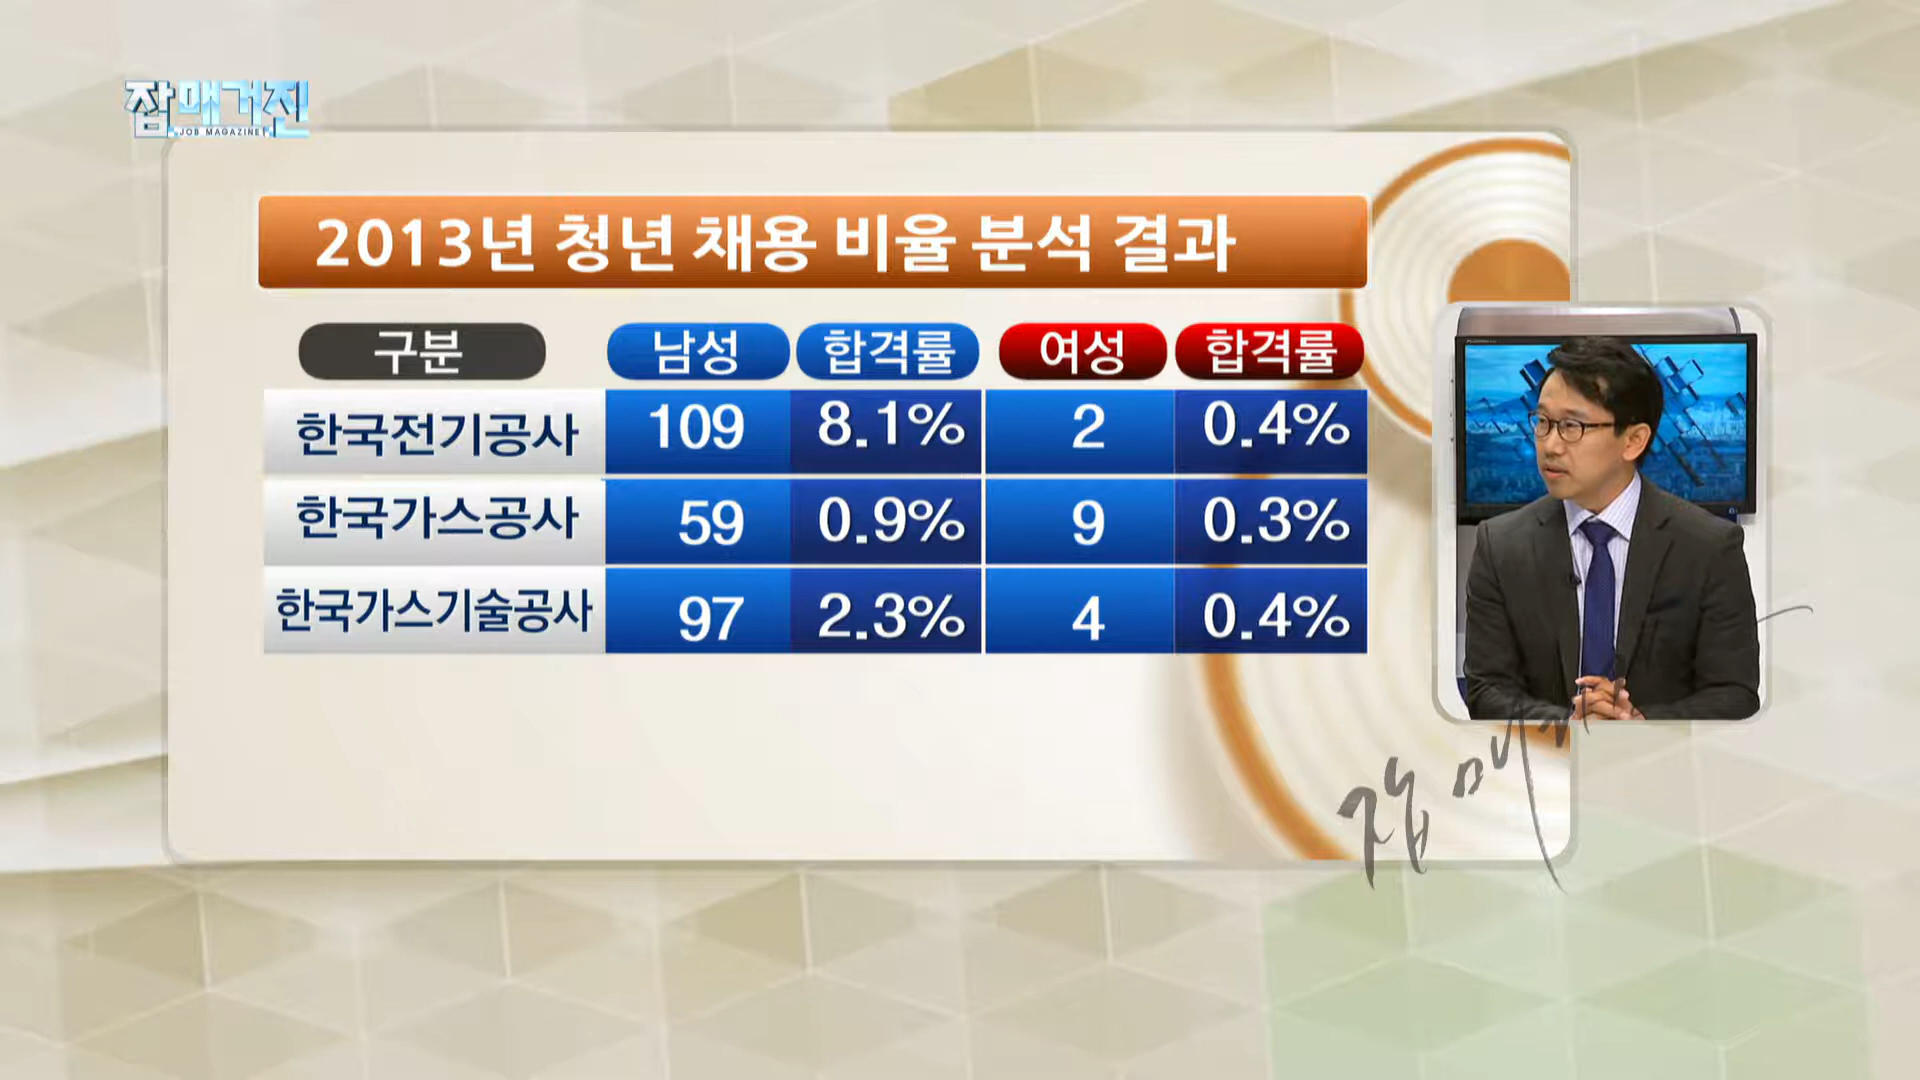 잡매거진
JOB MAGAZINE
2013년 청년 채용 비율 분석 결과
구분 남성 합격률 여성 합격률
한국전기공사 109 8.1% 2 0.4%
한국가스공사 59 0.9% 9 0.3%
한국가스기술공사 97 2.3% 4 0.4%
잡매